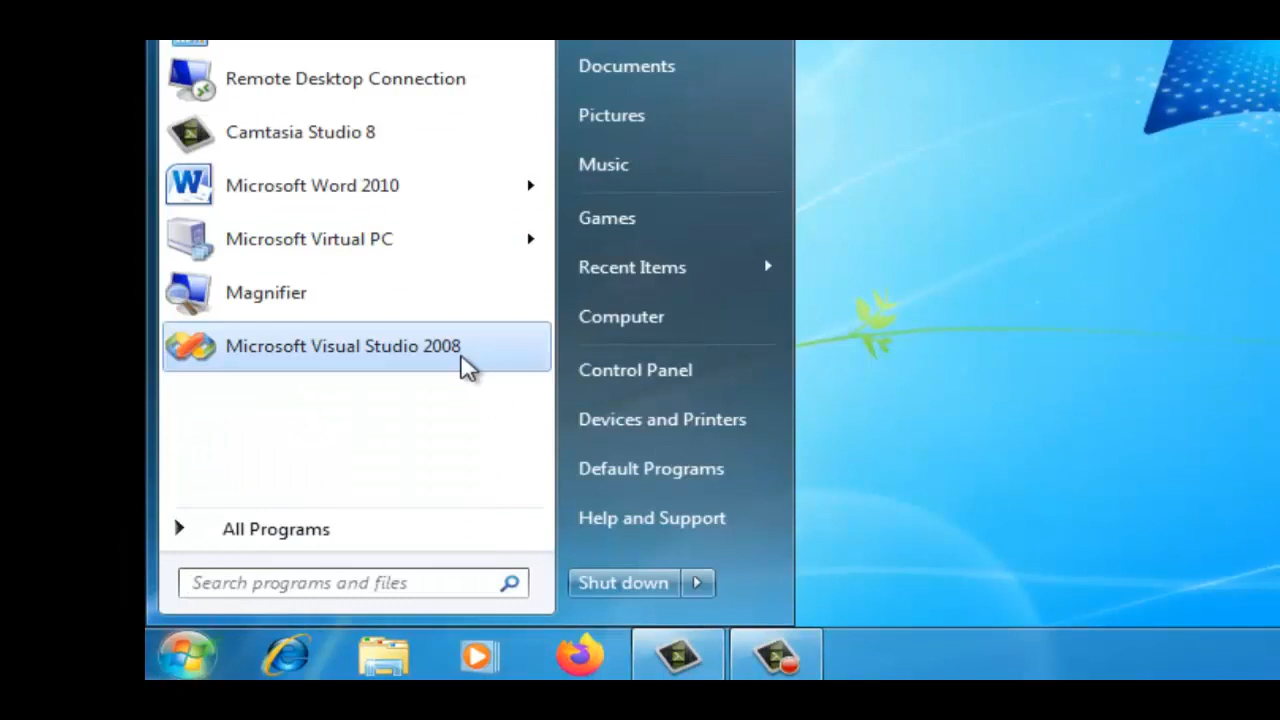 Remote Desktop Connection
Camtasia Studio 8
Microsoft Word 2010
Microsoft Virtual PC
Magnifier
Microsoft Visual Studio 2008
All Programs
Search programs and files
Documents
Pictures
Music
Games
Recent Items
Computer
Control Panel
Devices and Printers
Default Programs
Help and Support
Shut down